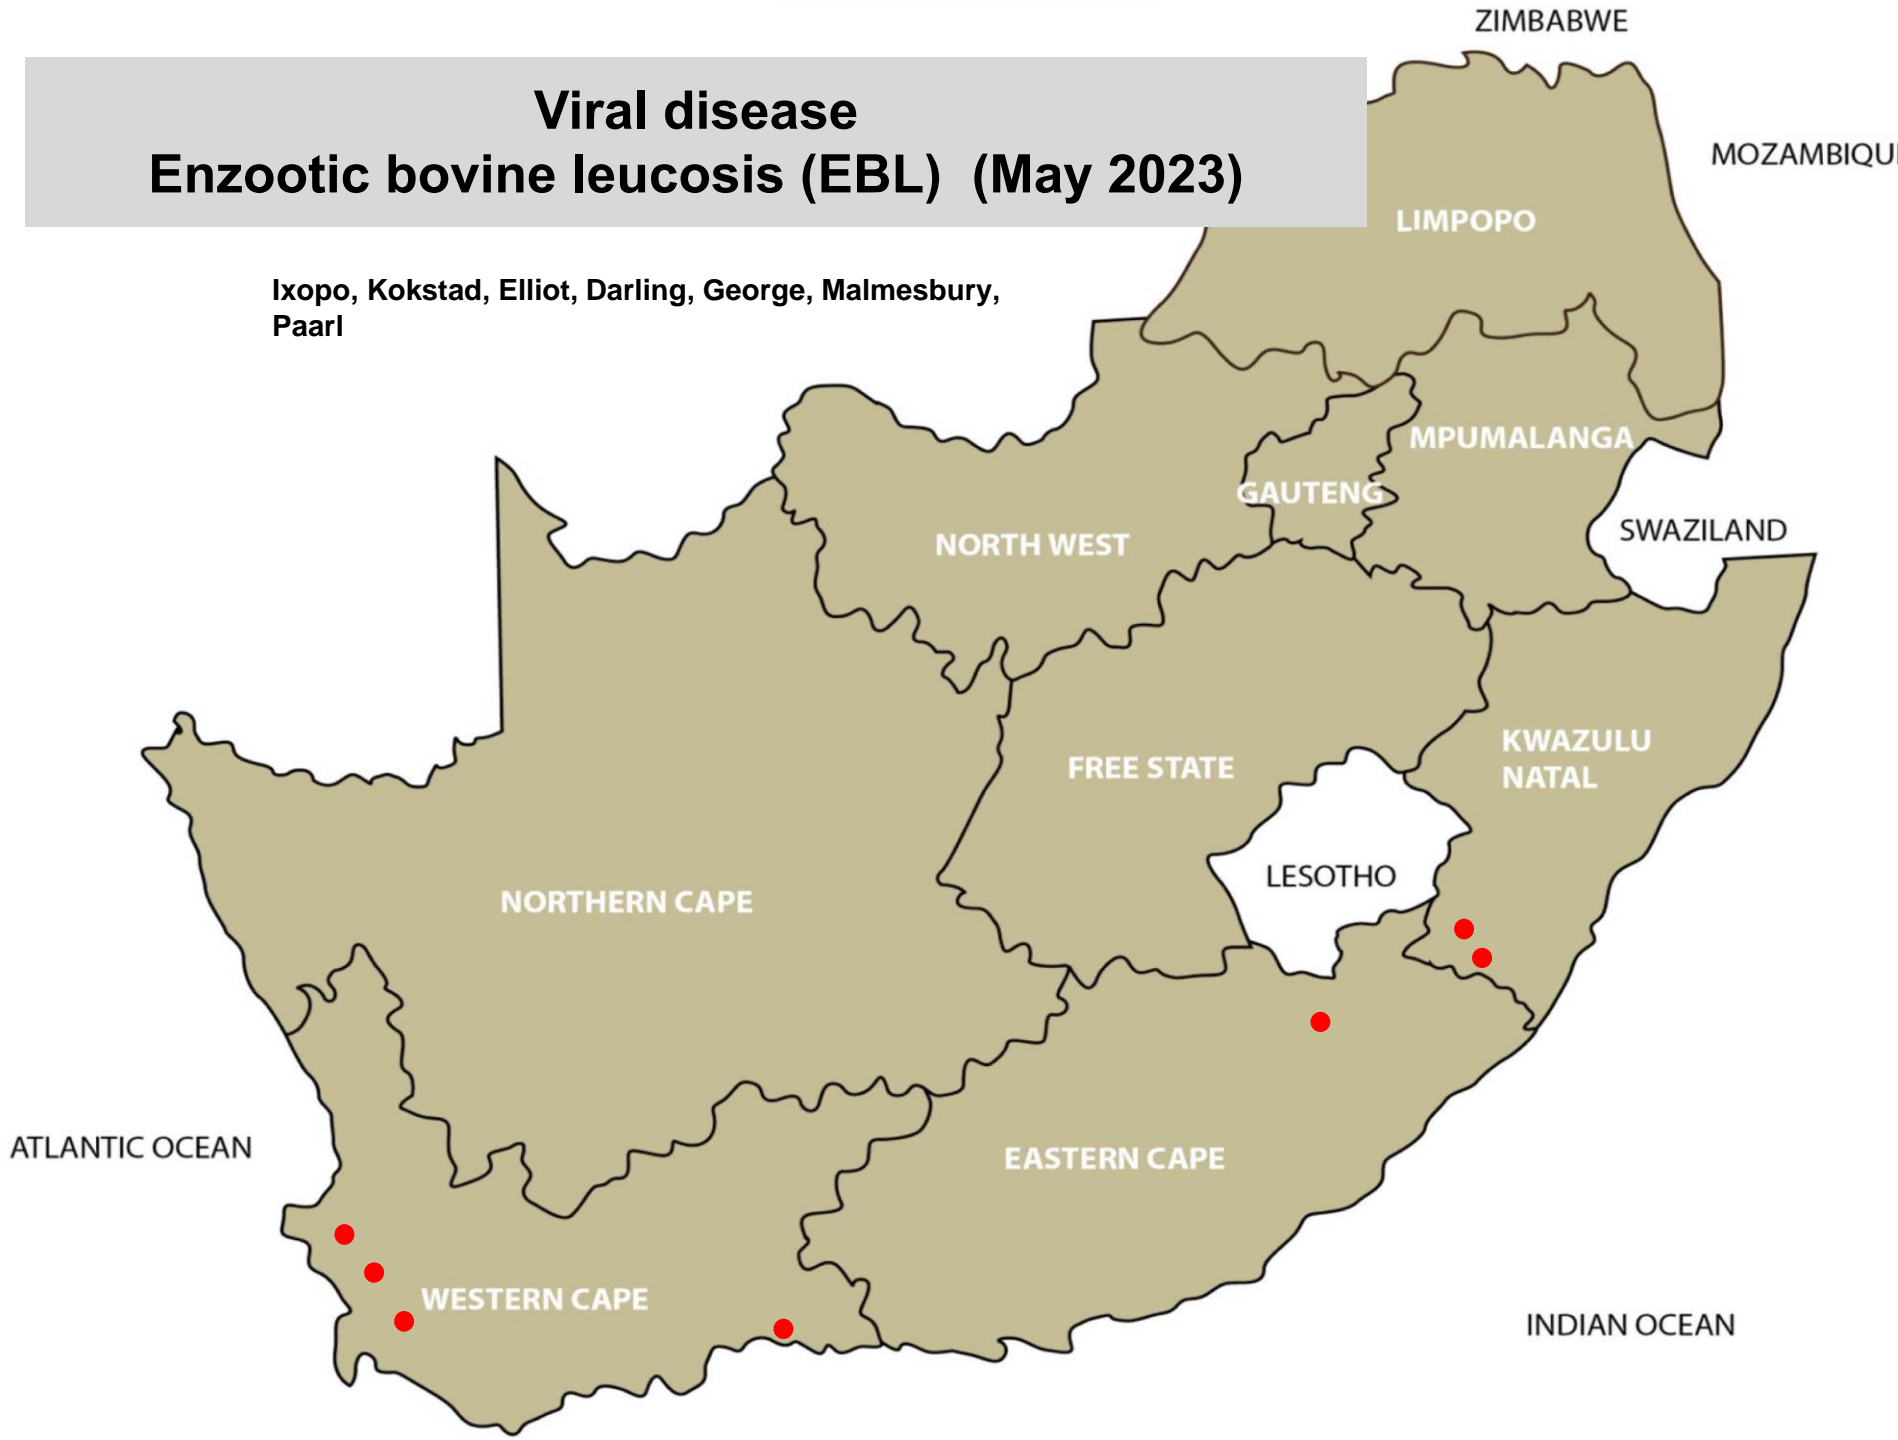 ZIMBABWE
Viral disease
Enzootic bovine leucosis (EBL) (May 2023)
MOZAMBIQUE
LIMPOPO
Ixopo, Kokstad, Elliot, Darling, George, Malmesbury,
Paarl
MPUMALANGA
GAUTENG
SWAZILAND
NORTH WEST
KWAZULU
NATAL
FREE STATE
LESOTHO
NORTHERN CAPE
ATLANTIC OCEAN
EASTERN CAPE
WESTERN CAPE
INDIAN OCEAN